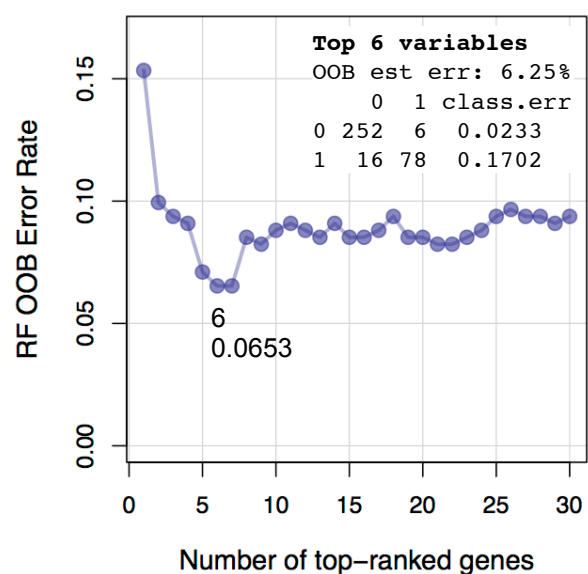 Top 6 variables
OOB est err: 6.25%
0 1 class.err
0 252 6 0.0233
1 16 78 0.1702
0.15
0.10
0.05
0.00
RF OOB Error Rate
6
0.0653
0 5 10 15 20 25 30
Number of top-ranked genes